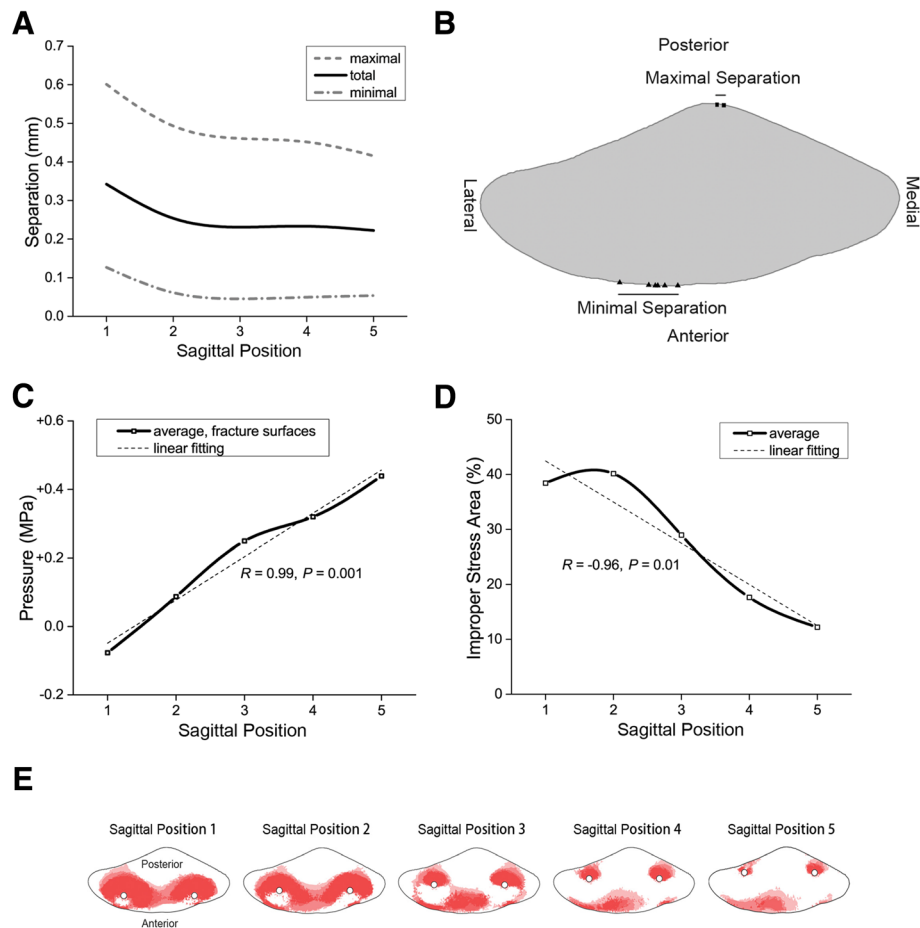 A
0.7
0.6
0.5
0.4
0.3
0.2
0.1
0.0
Separation (mm)
maximal
total
minimal
1 2 3 4 5
Sagittal Position
B
Posterior
Maximal Separation
Lateral
Medial
Minimal Separation
Anterior
C
+0.6
+0.4
+0.2
0.0
-0.2
Pressure (MPa)
average, fracture surfaces
linear fitting
R = 0.99, P = 0.001
1 2 3 4 5
Sagittal Position
D
50
40
30
20
10
0
Improper Stress Area (%)
average
linear fitting
R -0.96, P = 0.01
1 2 3 4 5
Sagittal Position
E
Sagittal Position 1 Sagittal Position 2 Sagittal Position 3 Sagittal Position 4 Sagittal Position 5
Posterior
Anterior